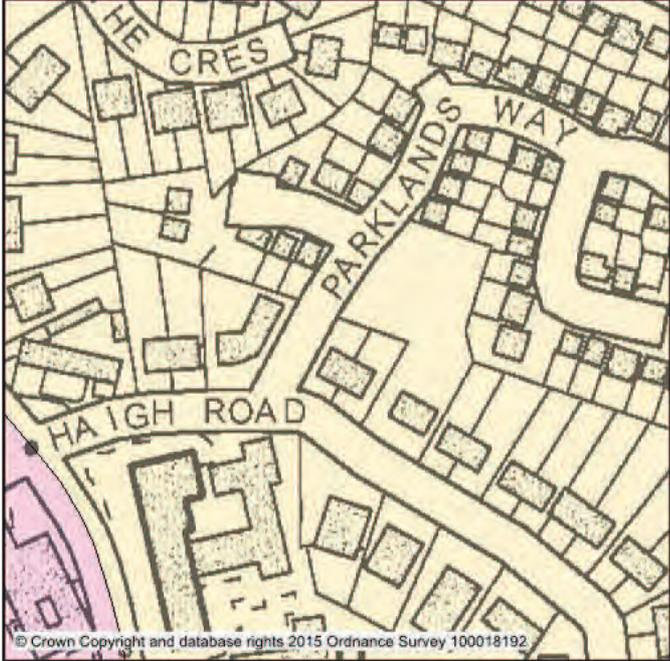 HE CRES
PARKLANDS WAY
HAIGH ROAD
© Crown Copyright and database rights 2015 Ordnance Survey 100018192